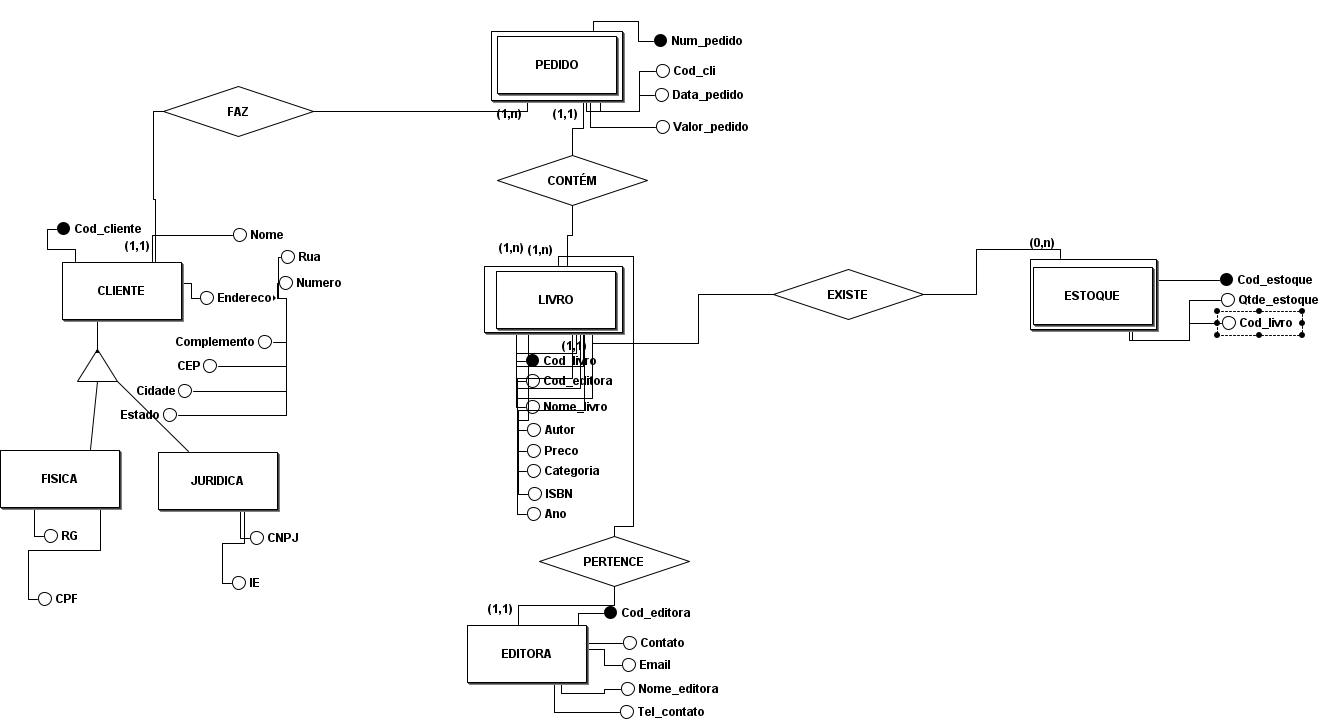 Num_pedido
PEDIDO
Cod_cli
Data_pedido
FAZ
(1,n)
(1,1)
Valor_pedido
CONTÉM
Cod_cliente
Nome
(1,1)
(1,n)
(1,n)
(0,n)
Rua
CLIENTE
Numero
Endereco
LIVRO
EXISTE
ESTOQUE
Cod_estoque
Qtde_estoque
Cod_livro
Complemento
(1,1)
Cod_livro
CEP
Cod_editora
Cidade
Nome_livro
Estado
Autor
Preco
Categoria
FISICA
JURIDICA
ISBN
Ano
RG
CNPJ
PERTENCE
IE
CPF
(1,1)
Cod_editora
Contato
EDITORA
Email
Nome_editora
Tel_contato